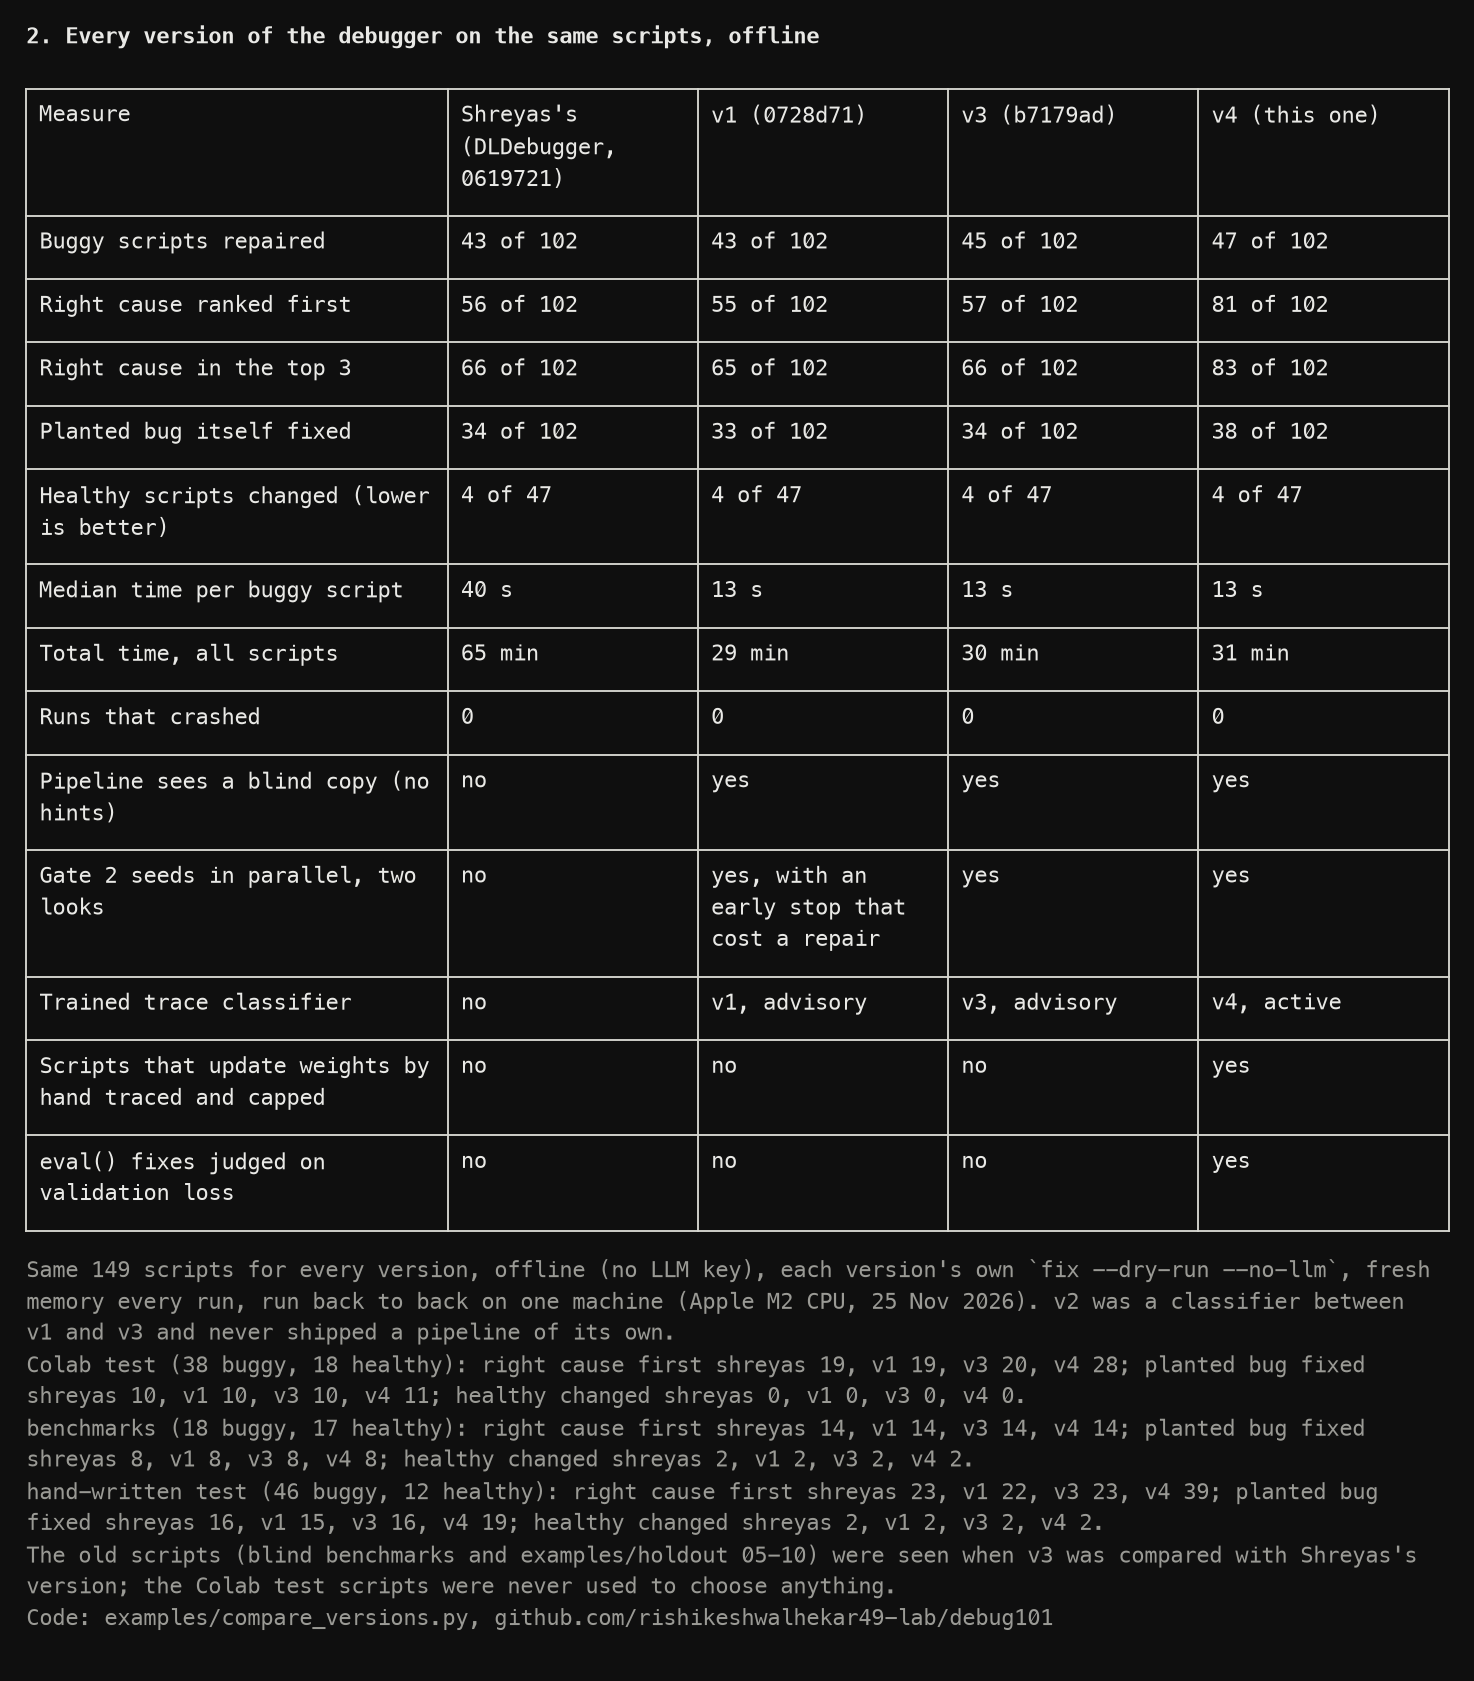 2. Every version of the debugger on the same scripts, offline
Measure
Shreyas's
(DLDebugger,
0619721)
v1 (0728d71)
v3 (b7179ad)
v4 (this one)
Buggy scripts repaired
43 of 102
43 of 102
45 of 102
47 of 102
Right cause ranked first
56 of 102
55 of 102
57 of 102
81 of 102
Right cause in the top 3
66 of 102
65 of 102
66 of 102
83 of 102
Planted bug itself fixed
34 of 102
33 of 102
34 of 102
38 of 102
Healthy scripts changed (lower
is better)
4 of 47
4 of 47
4 of 47
4 of 47
Median time per buggy script
40 s
13 s
13 s
13 s
Total time, all scripts
65 min
29 min
30 min
31 min
Runs that crashed
0
0
0
0
Pipeline sees a blind copy (no
hints)
no
yes
yes
yes
Gate 2 seeds in parallel, two
looks
no
yes, with an
early stop that
cost a repair
yes
yes
Trained trace classifier
no
v1, advisory
v3, advisory
v4, active
Scripts that update weights by
hand traced and capped
no
no
no
yes
eval() fixes judged on
validation loss
no
no
no
yes
Same 149 scripts for every version, offline (no LLM key), each version's own `fix --dry-run --no-llm`, fresh
memory every run, run back to back on one machine (Apple M2 CPU, 25 Nov 2026). v2 was a classifier between
v1 and v3 and never shipped a pipeline of its own.
Colab test (38 buggy, 18 healthy): right cause first shreyas 19, v1 19, v3 20, v4 28; planted bug fixed
shreyas 10, v1 10, v3 10, v4 11; healthy changed shreyas 0, v1 0, v3 0, v4 0.
benchmarks (18 buggy, 17 healthy): right cause first shreyas 14, v1 14, v3 14, v4 14; planted bug fixed
shreyas 8, v1 8, v3 8, v4 8; healthy changed shreyas 2, v1 2, v3 2, v4 2.
hand-written test (46 buggy, 12 healthy): right cause first shreyas 23, v1 22, v3 23, v4 39; planted bug
fixed shreyas 16, v1 15, v3 16, v4 19; healthy changed shreyas 2, v1 2, v3 2, v4 2.
The old scripts (blind benchmarks and examples/holdout 05-10) were seen when v3 was compared with Shreyas's
version; the Colab test scripts were never used to choose anything.
Code: examples/compare_versions.py, github.com/rishikeshwalhekar49-lab/debug101